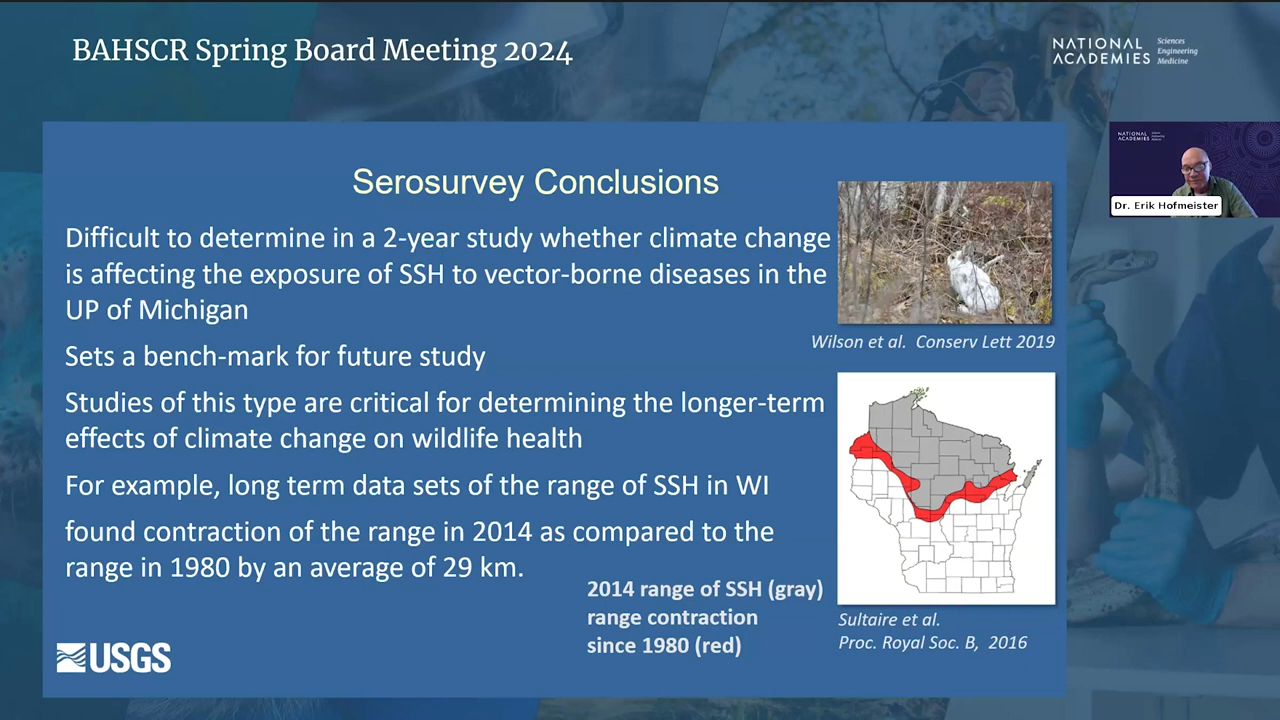 BAHSCR Spring Board Meeting 2024
NATIONAL
ACADEMIES
Sciences
Engineering
Medicine
Serosurvey Conclusions
Difficult to determine in a 2-year study whether climate change
is affecting the exposure of SSH to vector-borne diseases in the
UP of Michigan
Sets a bench-mark for future study
Studies of this type are critical for determining the longer-term
effects of climate change on wildlife health
For example, long term data sets of the range of SSH in WI
found contraction of the range in 2014 as compared to the
range in 1980 by an average of 29 km.
2014 range of SSH (gray)
range contraction
since 1980 (red)
Wilson et al. Conserv Lett 2019
Sultaire et al.
Proc. Royal Soc. B, 2016
USGS
NATIONAL
ACADEMIES
Dr. Erik Hofmeister